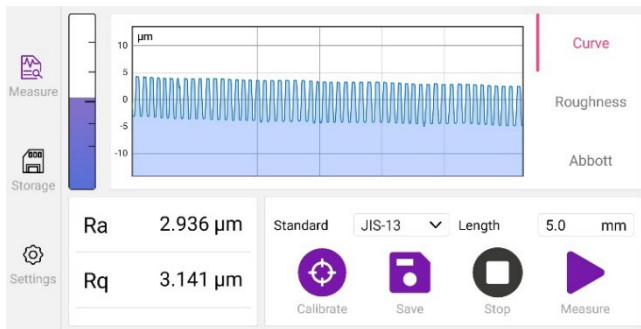 Measure
Storage
Settings
µm
10
5
0
-5
-10
Curve
Roughness
Abbott
Ra 2.936 µm
Rq 3.141 µm
Standard JIS-13 Length 5.0 mm
Calibrate Save Stop Measure